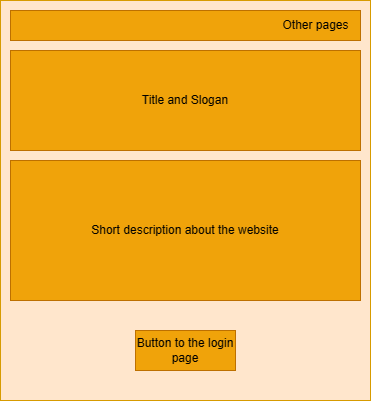 Other pages
Title and Slogan
Short description about the website
Button to the login
page